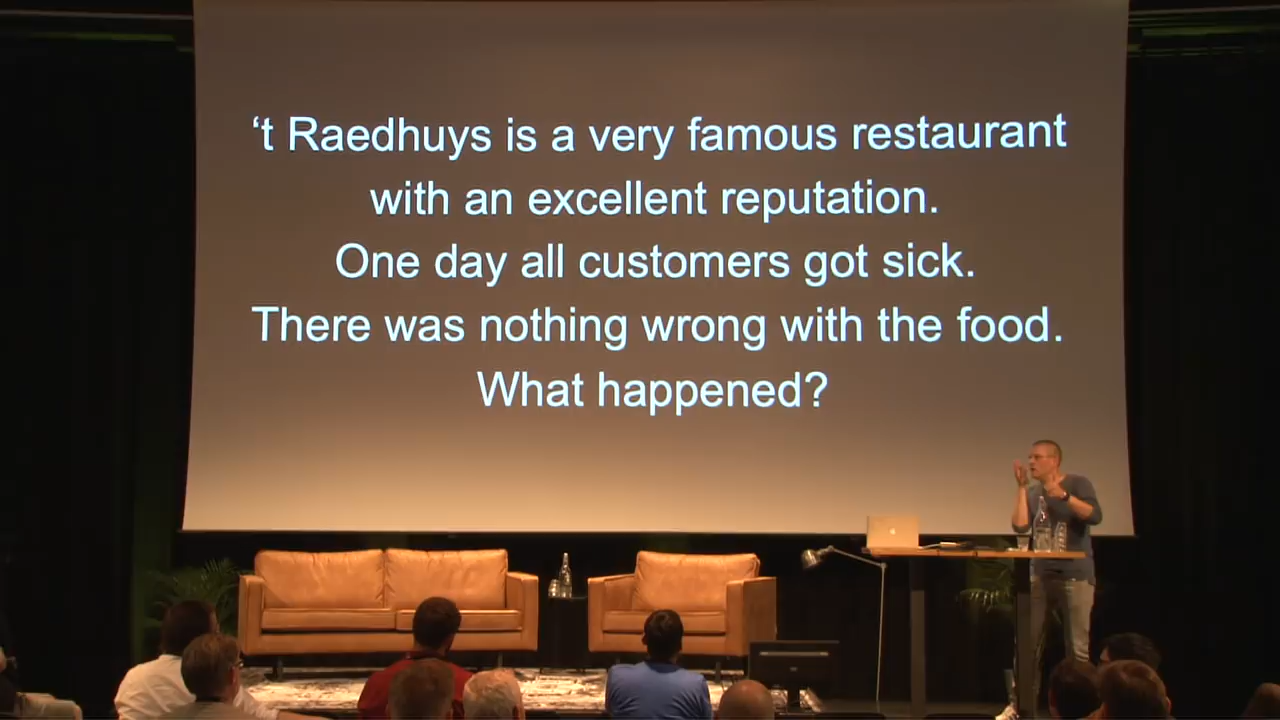 ‘t Raedhuys is a very famous restaurant
with an excellent reputation.
One day all customers got sick.
There was nothing wrong with the food.
What happened?